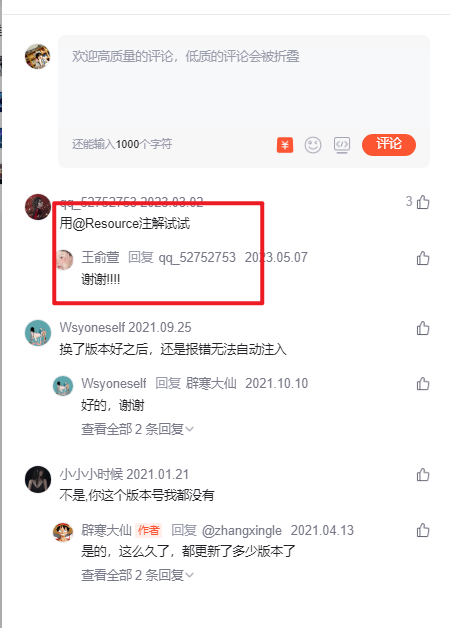 欢迎高质量的评论，低质的评论会被折叠
还能输入1000个字符
¥
评论
qq_52752753 2023.03.02
3
用@Resource注解试试
王俞萱 回复 qq_52752753 2023.05.07
谢谢!!!!
Wsyoneself 2021.09.25
换了版本好之后，还是报错无法自动注入
Wsyoneself 回复 辟寒大仙 2021.10.10
好的，谢谢
查看全部 2 条回复
小小小时候 2021.01.21
不是,你这个版本号我都没有
辟寒大仙 作者 回复 @zhangxingle 2021.04.13
是的，这么久了，都更新了多少版本了
查看全部 2 条回复